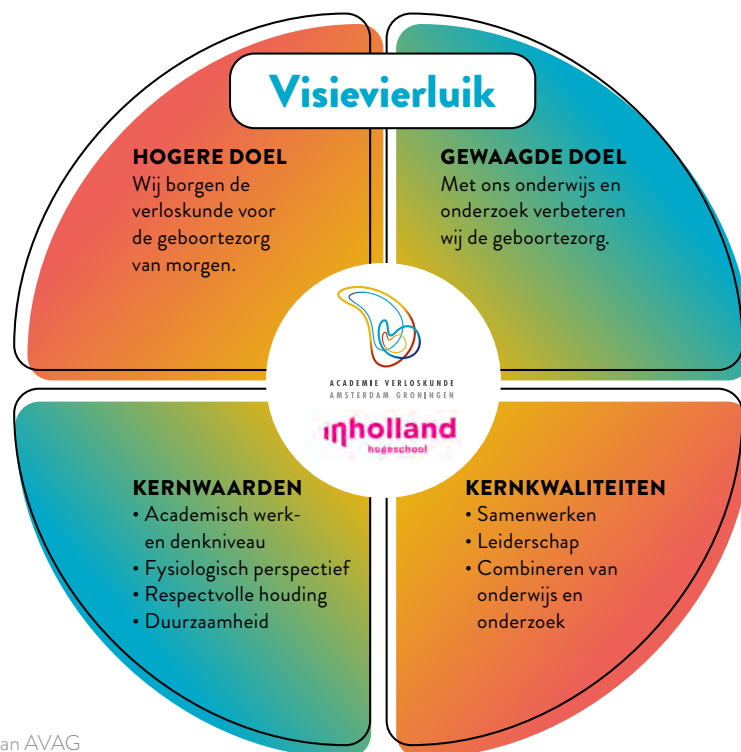 Visievierluik
HOGERE DOEL
Wij borgen de
verloskunde voor
de geboortezorg
van morgen.
GEWAAGDE DOEL
Met ons onderwijs en
onderzoek verbeteren
wij de geboortezorg.
ACADEMIE VERLOSKUNDE
AMSTERDAM GRONINGEN
inholland
hogeschool
KERNWAARDEN
• Academisch werk-
en denkniveau
• Fysiologisch perspectief
• Respectvolle houding
• Duurzaamheid
KERNKWALITEITEN
• Samenwerken
• Leiderschap
• Combineren van
onderwijs en
onderzoek
an AVAG